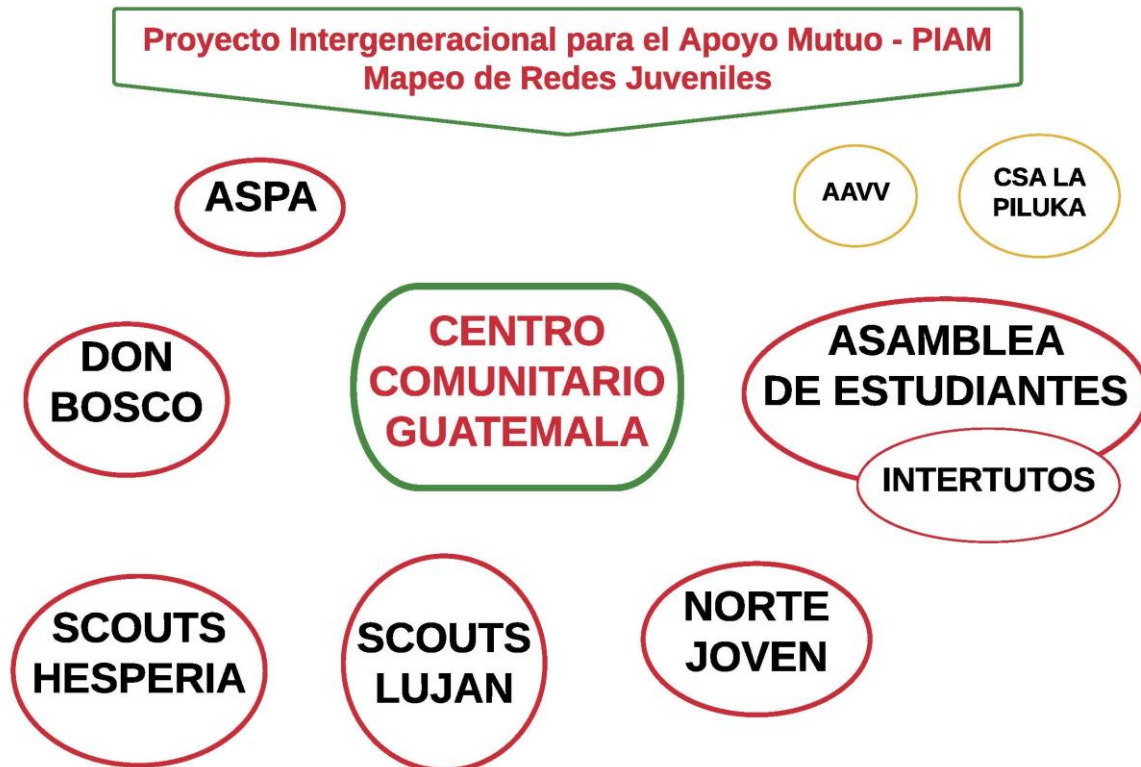 Proyecto Intergeneracional para el Apoyo Mutuo - PIAM
Mapeo de Redes Juveniles
ASPA
AAVV
CSA LA
PILUKA
DON
BOSCO
CENTRO
COMUNITARIO
GUATEMALA
ASAMBLEA
DE ESTUDIANTES
INTERTUTOS
SCOUTS
HESPERIA
SCOUTS
LUJAN
NORTE
JOVEN